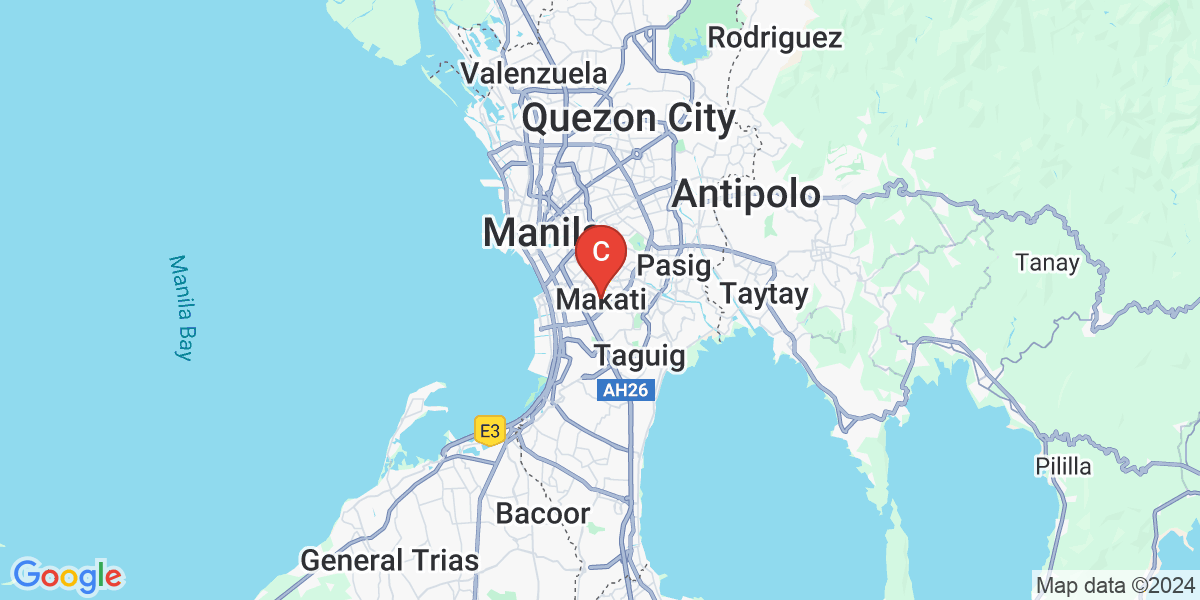 Rodriguez
Valenzuela
Quezon City
Antipolo
Manila
C
Pasig
Tanay
Manila Bay
Makati
Taytay
Taguig
AH26
E3
Pililla
Bacoor
General Trias
Google
Map data ©2024